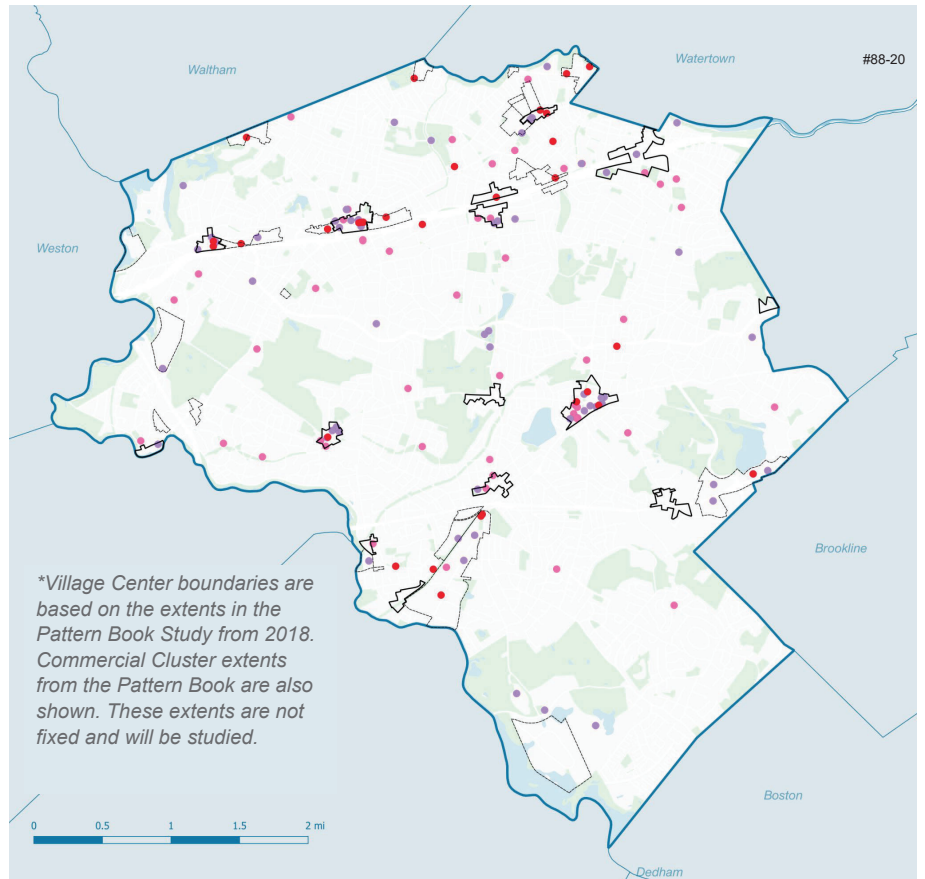 Waltham
Watertown
#88-20
Weston
Brookline
*Village Center boundaries are
based on the extents in the
Pattern Book Study from 2018.
Commercial Cluster extents
from the Pattern Book are also
shown. These extents are not
fixed and will be studied.
Boston
0 0.5 1 1.5 2 mi
Dedham